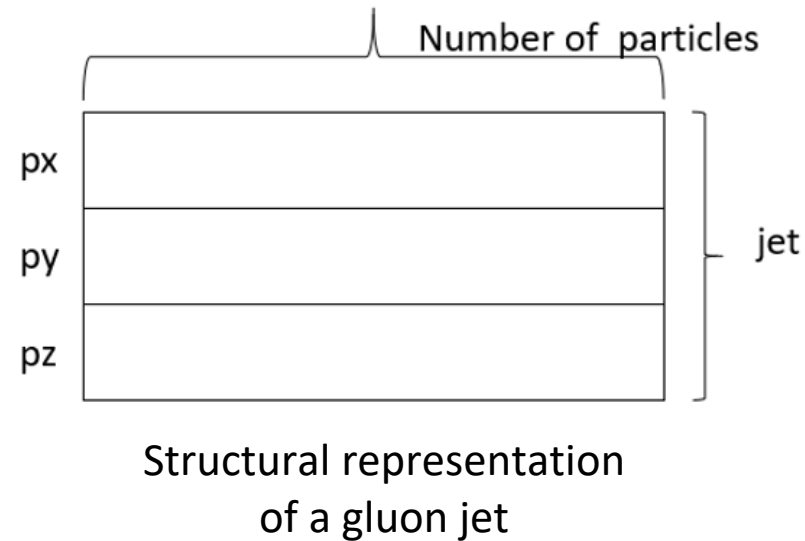 Number of particles
px
py
jet
pz
Structural representation
of a gluon jet